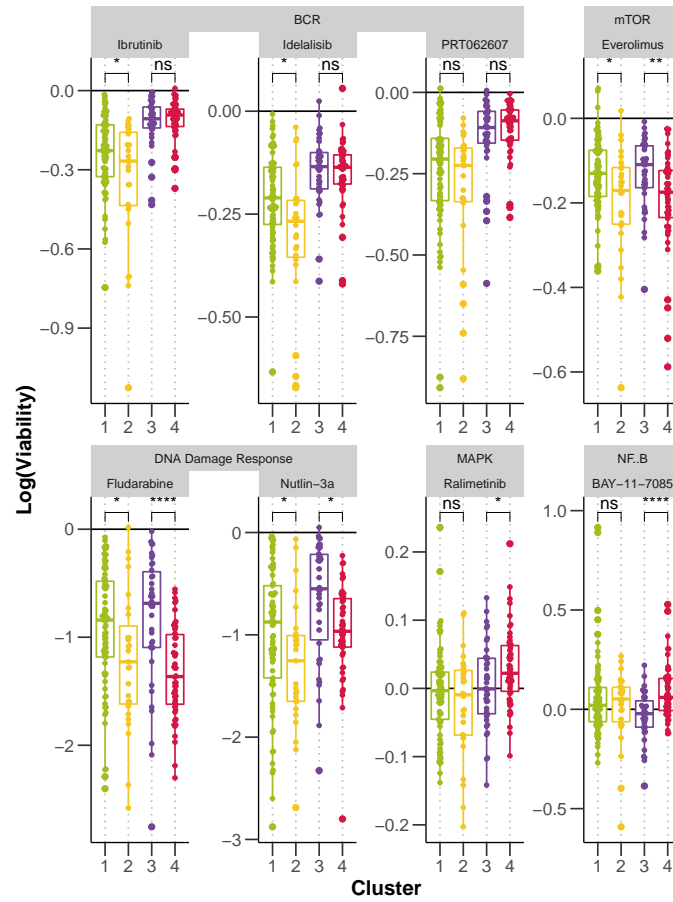 BCR
mTOR
Ibrutinib
Idelalisib
PRT062607
Everolimus
* ns
* ns
ns ns
* **
0.0
−0.3
−0.6
−0.9
0.00
−0.25
−0.50
0.00
−0.25
−0.50
−0.75
0.0
−0.2
−0.4
−0.6
1 2 3 4
1 2 3 4
1 2 3 4
1 2 3 4
Log(Viability)
DNA Damage Response
MAPK
NF..B
Fludarabine
Nutlin−3a
Ralimetinib
BAY−11−7085
* ****
* *
ns *
ns ****
0
−1
−2
0
−1
−2
−3
0.2
0.1
0.0
−0.1
−0.2
1.0
0.5
0.0
−0.5
1 2 3 4
1 2 3 4
1 2 3 4
1 2 3 4
Cluster